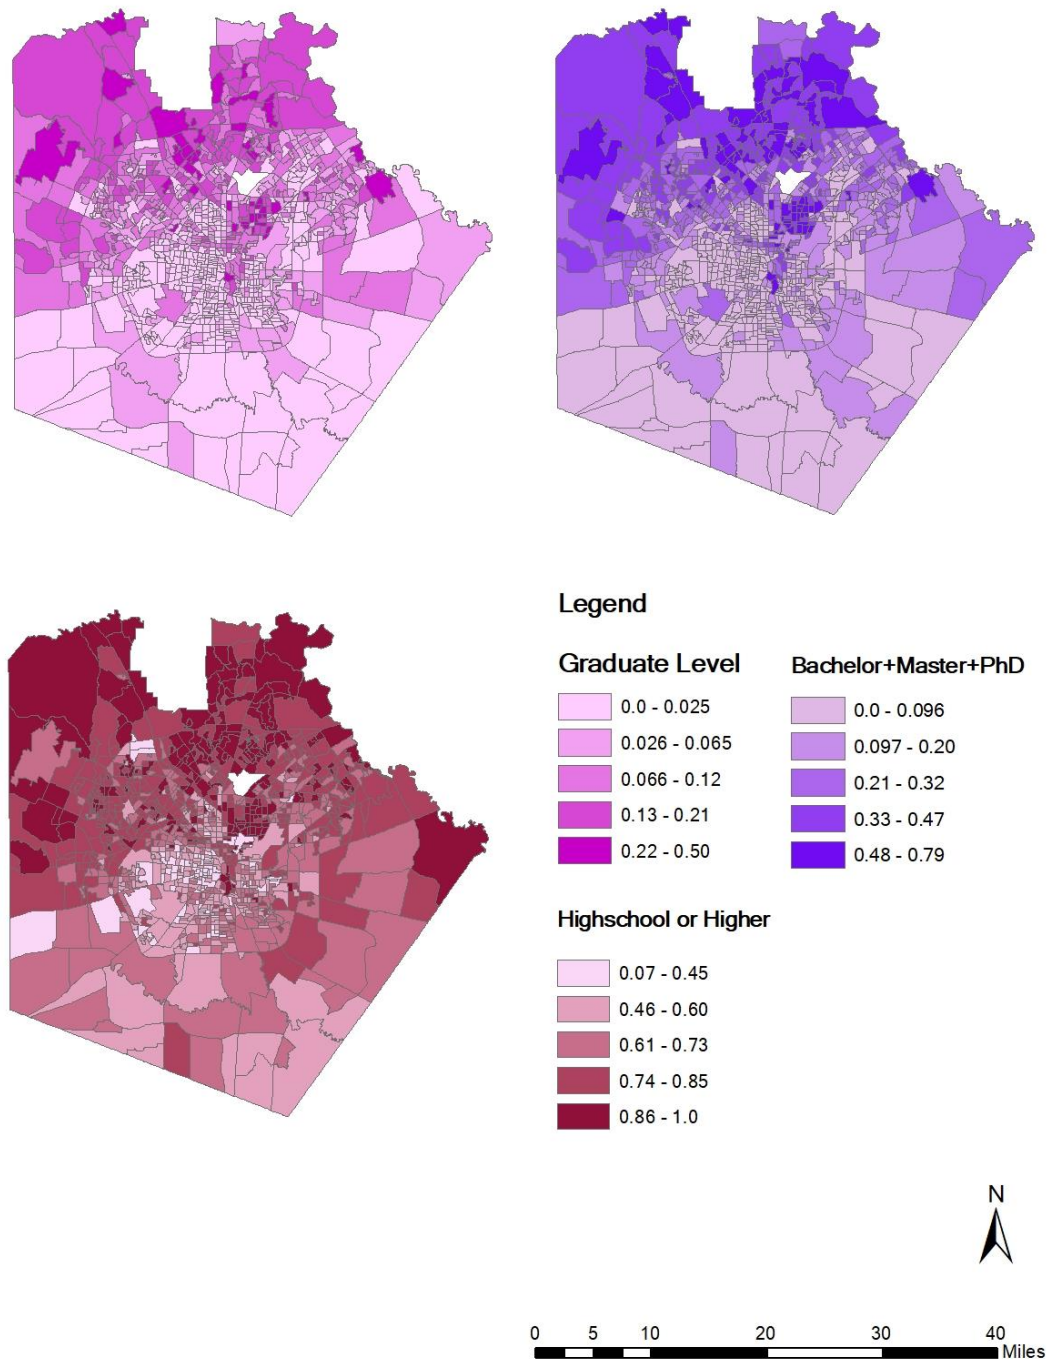 Legend
Graduate Level
0.0 - 0.025
0.026 - 0.065
0.066 - 0.12
0.13 - 0.21
0.22 - 0.50
Bachelor+Master+PhD
0.0 - 0.096
0.097 - 0.20
0.21 - 0.32
0.33 - 0.47
0.48 - 0.79
Highschool or Higher
0.07 - 0.45
0.46 - 0.60
0.61 - 0.73
0.74 - 0.85
0.86 - 1.0
N
0 5 10 20 30 40
Miles